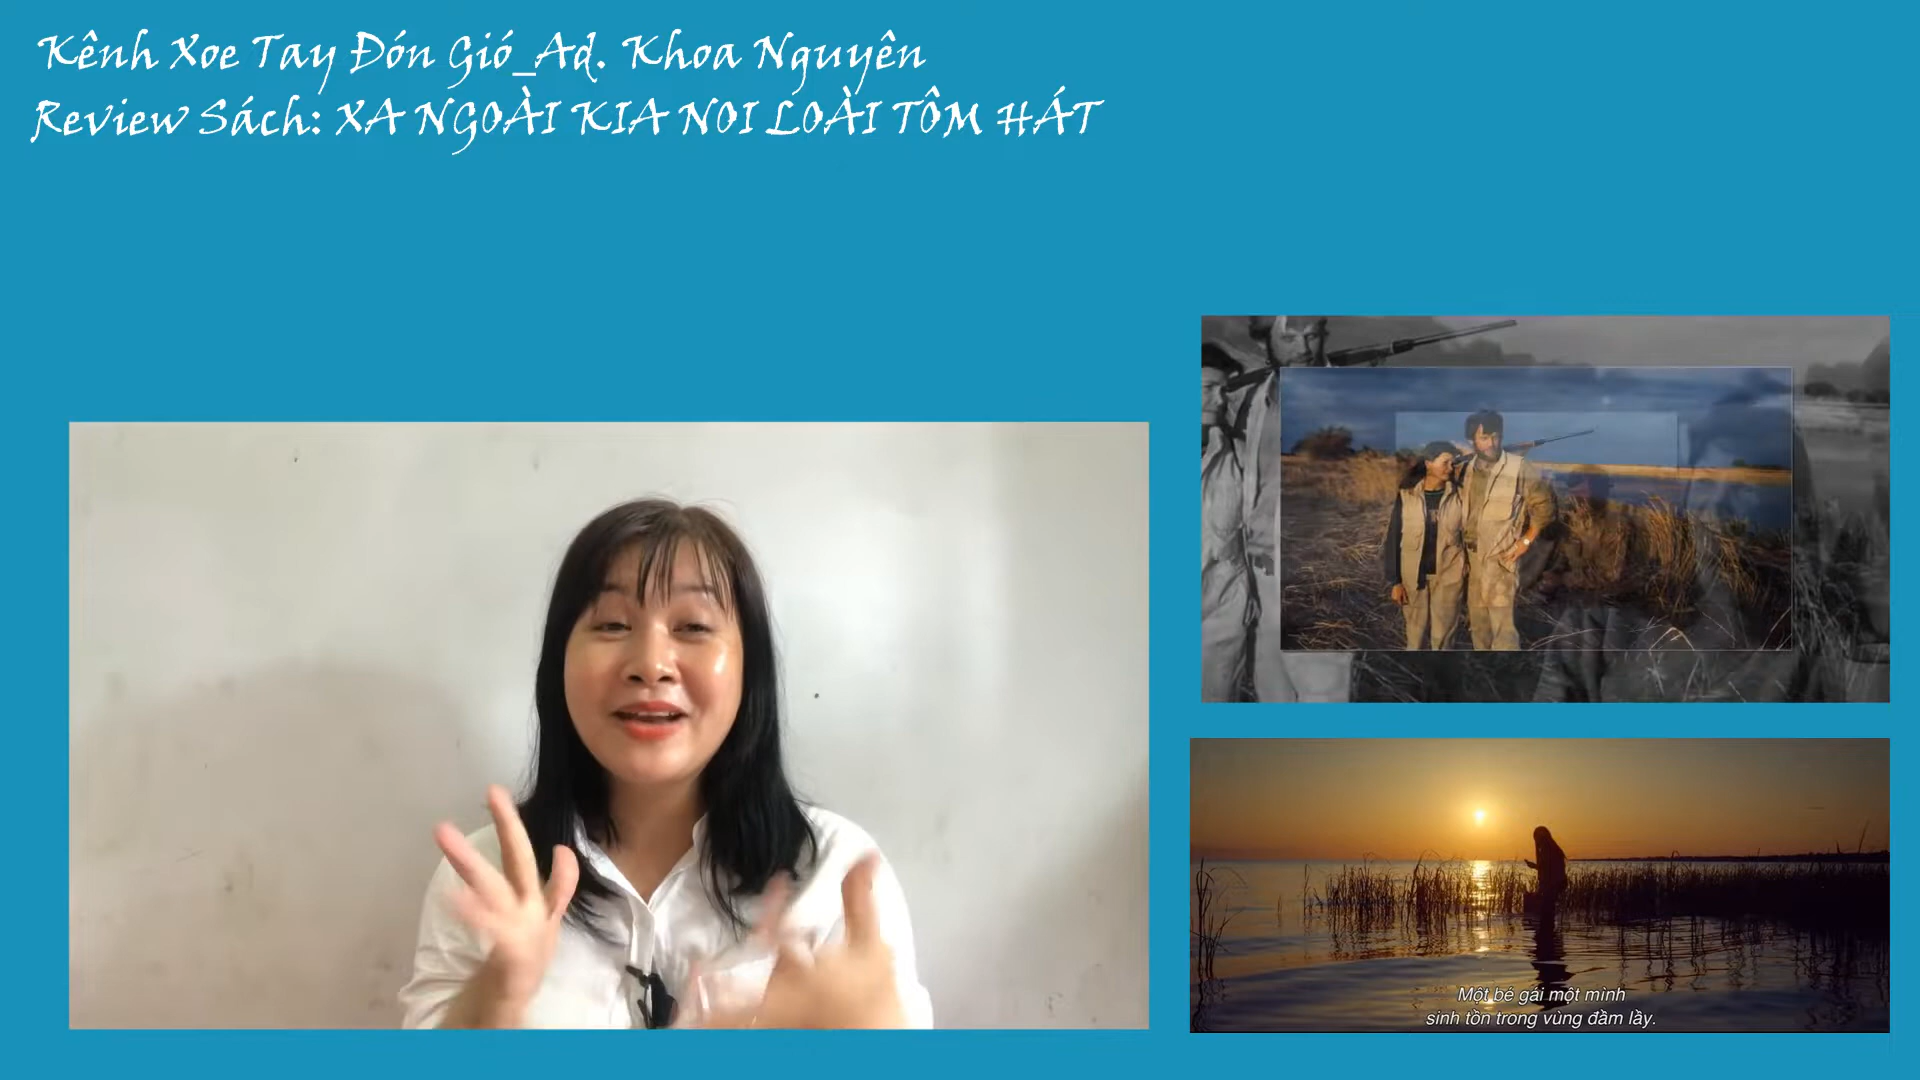 Kênh Xoe Tay Đón Gió_Ad. Khoa Nguyên
Review Sách: XA NGOÀI KIA NOI LOÀI TÔM HÁT
Một bé gái một mình
sinh tồn trong vùng đầm lầy.